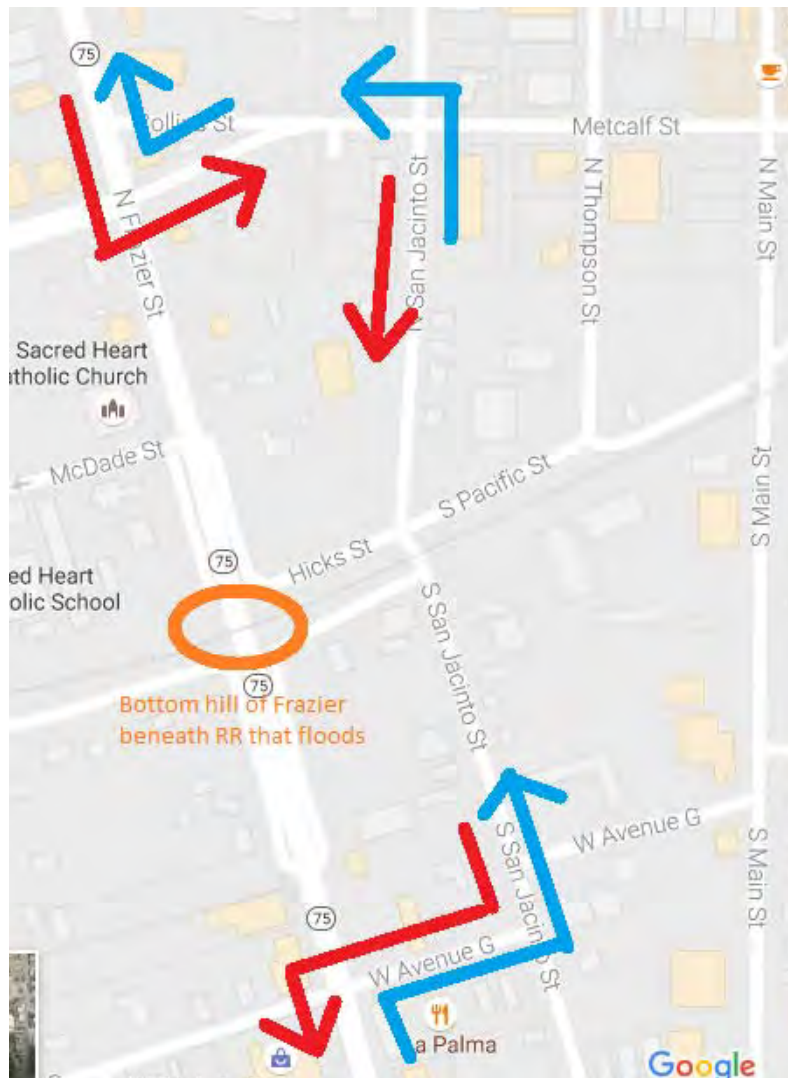 75
Collins St
Metcalf St
N Frazier St
N San Jacinto St
N Thompson St
N Main St
Sacred Heart
atholic Church
McDade St
S Pacific St
Hicks St
S Main St
75
ed Heart
olic School
S San Jacinto St
75
Bottom hill of Frazier
beneath RR that floods
W Avenue G
S San Jacinto St
S Main St
75
W Avenue G
a Palma
Google